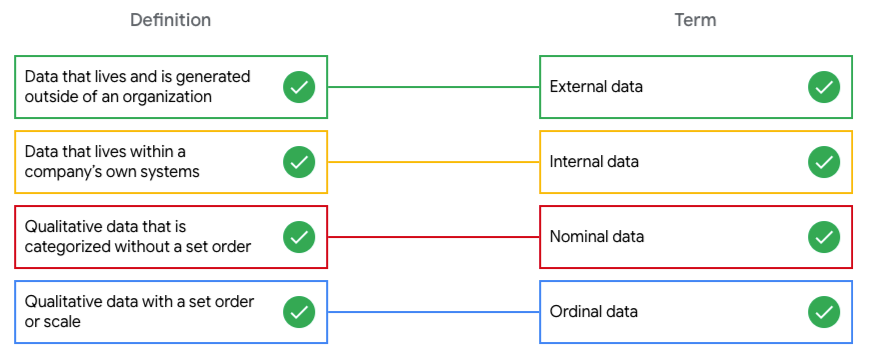 Definition
Term
Data that lives and is generated
outside of an organization
External data
Data that lives within a
company's own systems
Internal data
Qualitative data that is
categorized without a set order
Nominal data
Qualitative data with a set order
or scale
Ordinal data